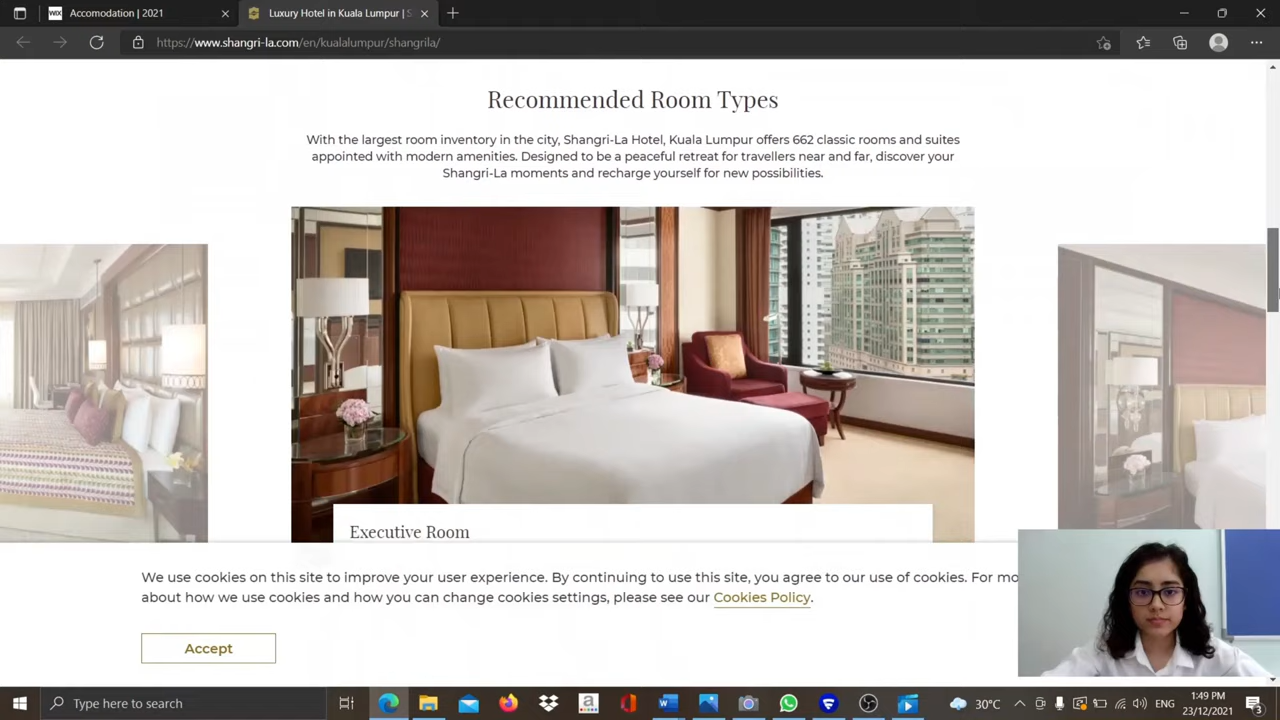 WIX Accomodation | 2021
Luxury Hotel in Kuala Lumpur | S
https://www.shangri-la.com/en/kualalumpur/shangrila/
Recommended Room Types
With the largest room inventory in the city, Shangri-La Hotel, Kuala Lumpur offers 662 classic rooms and suites
appointed with modern amenities. Designed to be a peaceful retreat for travellers near and far, discover your
Shangri-La moments and recharge yourself for new possibilities.
Executive Room
We use cookies on this site to improve your user experience. By continuing to use this site, you agree to our use of cookies. For mo
about how we use cookies and how you can change cookies settings, please see our Cookies Policy.
Accept
Type here to search
30°C
ENG
1:49 PM
23/12/2021
3